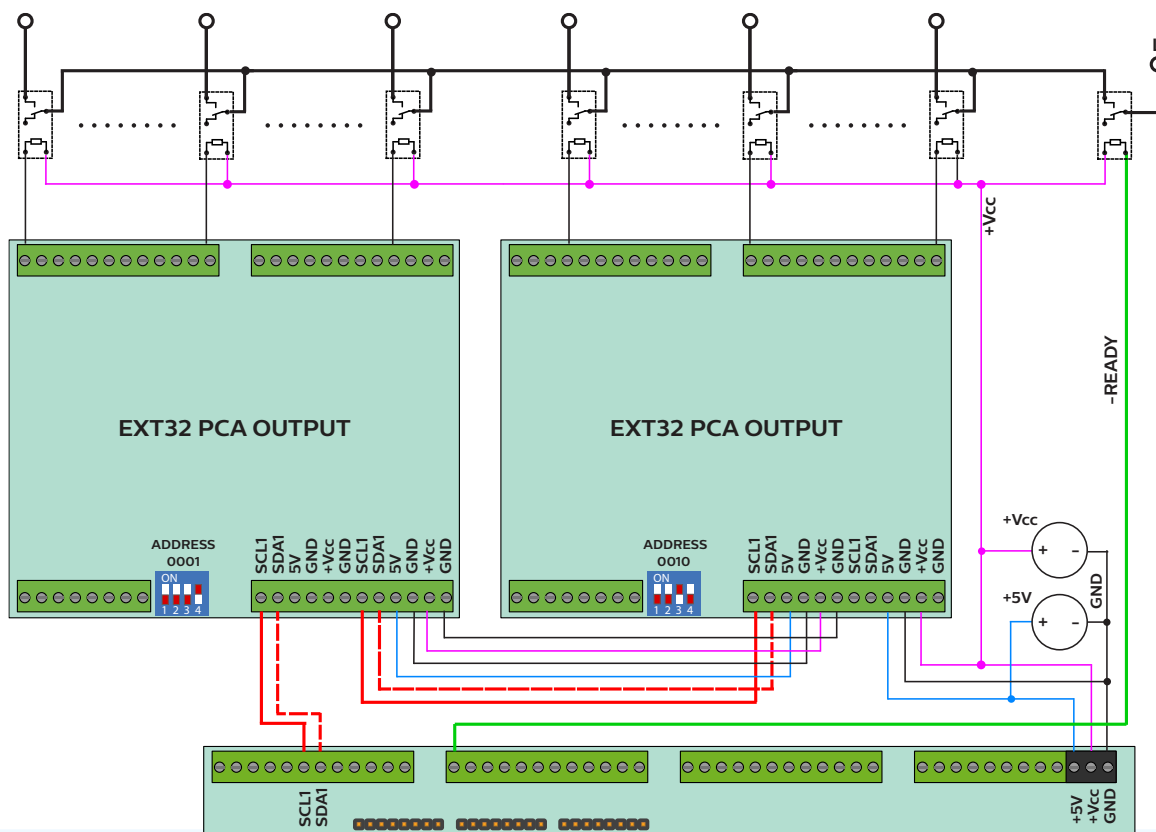 +Vcc
-READY
EXT32 PCA OUTPUT
EXT32 PCA OUTPUT
ADDRESS
0001
ON
1 2 3 4
SCL1
SDA1
5V
GND
+Vcc
GND
SCL1
SDA1
5V
GND
+Vcc
GND
ADDRESS
0010
ON
1 2 3 4
SCL1
SDA1
5V
GND
+Vcc
GND
SCL1
SDA1
5V
GND
+Vcc
GND
+Vcc
+ -
+5V
+ -
GND
SCL1
SDA1
+5V
+Vcc
GND